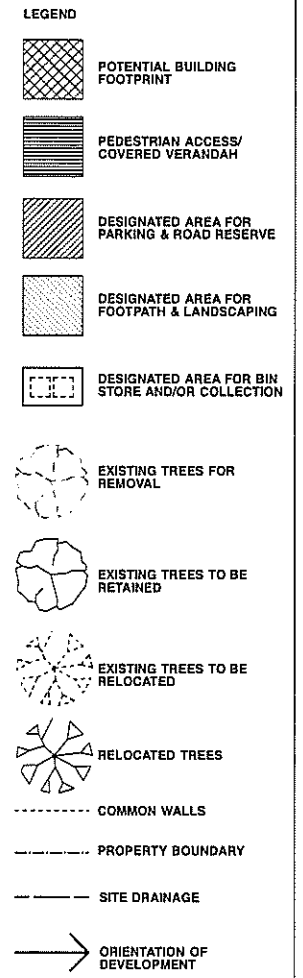 LEGEND
POTENTIAL BUILDING
FOOTPRINT
PEDESTRIAN ACCESS/
COVERED VERANDAH
DESIGNATED AREA FOR
PARKING & ROAD RESERVE
DESIGNATED AREA FOR
FOOTPATH & LANDSCAPING
DESIGNATED AREA FOR BIN
STORE AND/OR COLLECTION
EXISTING TREES FOR
REMOVAL
EXISTING TREES TO BE
RETAINED
EXISTING TREES TO BE
RELOCATED
RELOCATED TREES
COMMON WALLS
PROPERTY BOUNDARY
SITE DRAINAGE
ORIENTATION OF
DEVELOPMENT